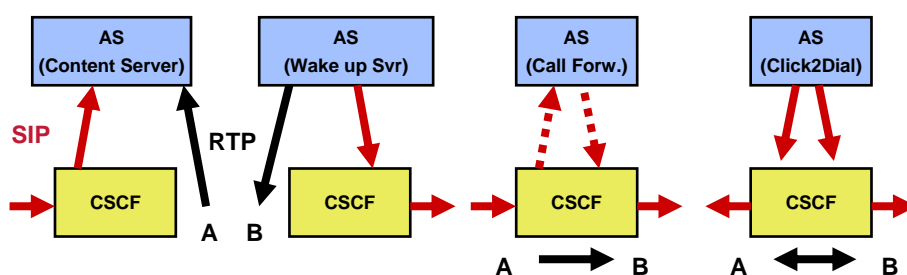 AS
(Content Server)
AS
(Wake up Svr)
AS
(Call Forw.)
AS
(Click2Dial)
SIP
RTP
CSCF
A
B
CSCF
CSCF
CSCF
A
B
A
B